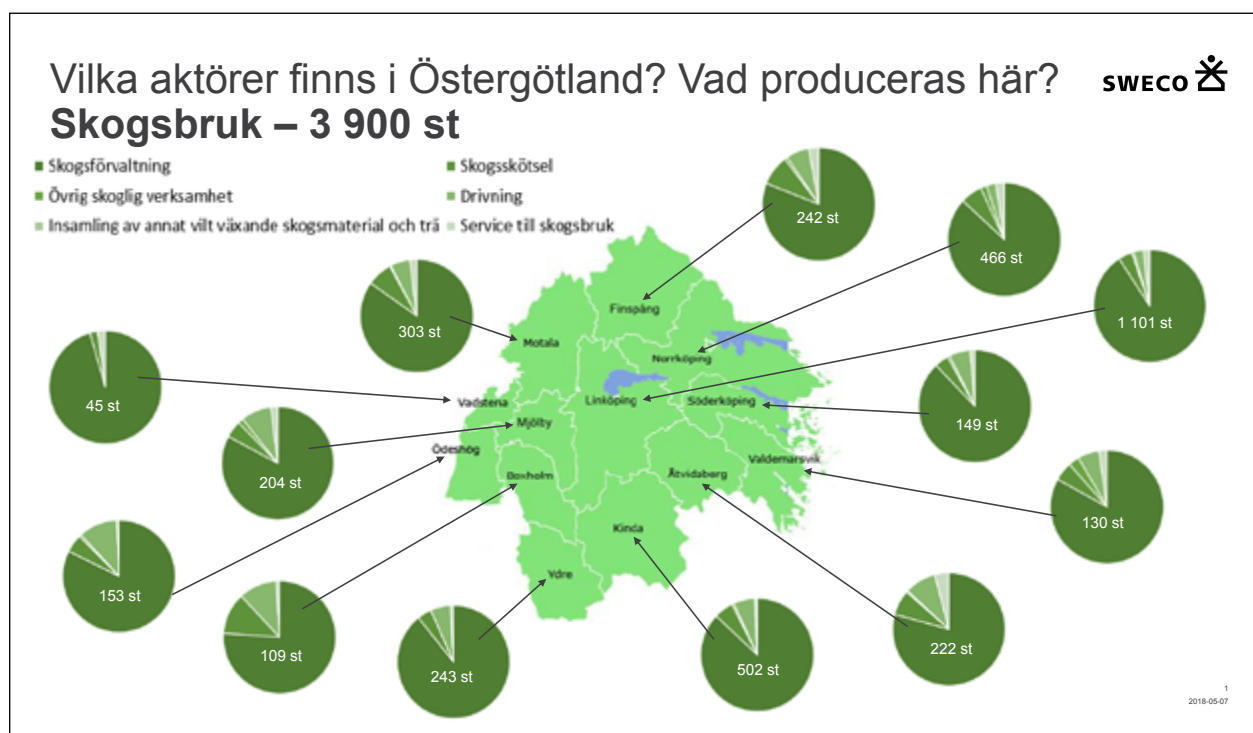 Vilka aktörer finns i Östergötland? Vad produceras här?
Skogsbruk – 3 900 st
SWECO
Skogsförvaltning
Skogsskötsel
Övrig skoglig verksamhet
Drivning
Insamling av annat vilt växande skogsmaterial och trä
Service till skogsbruk
242 st
466 st
1 101 st
303 st
45 st
204 st
149 st
130 st
153 st
109 st
243 st
502 st
222 st
Finspång
Motala
Norrköping
Vadstena
Linköping
Söderköping
Mjölby
Ödeshög
Boxholm
Åtvidaberg
Valdemarsvik
Kinda
Ydre
1
2018-05-07